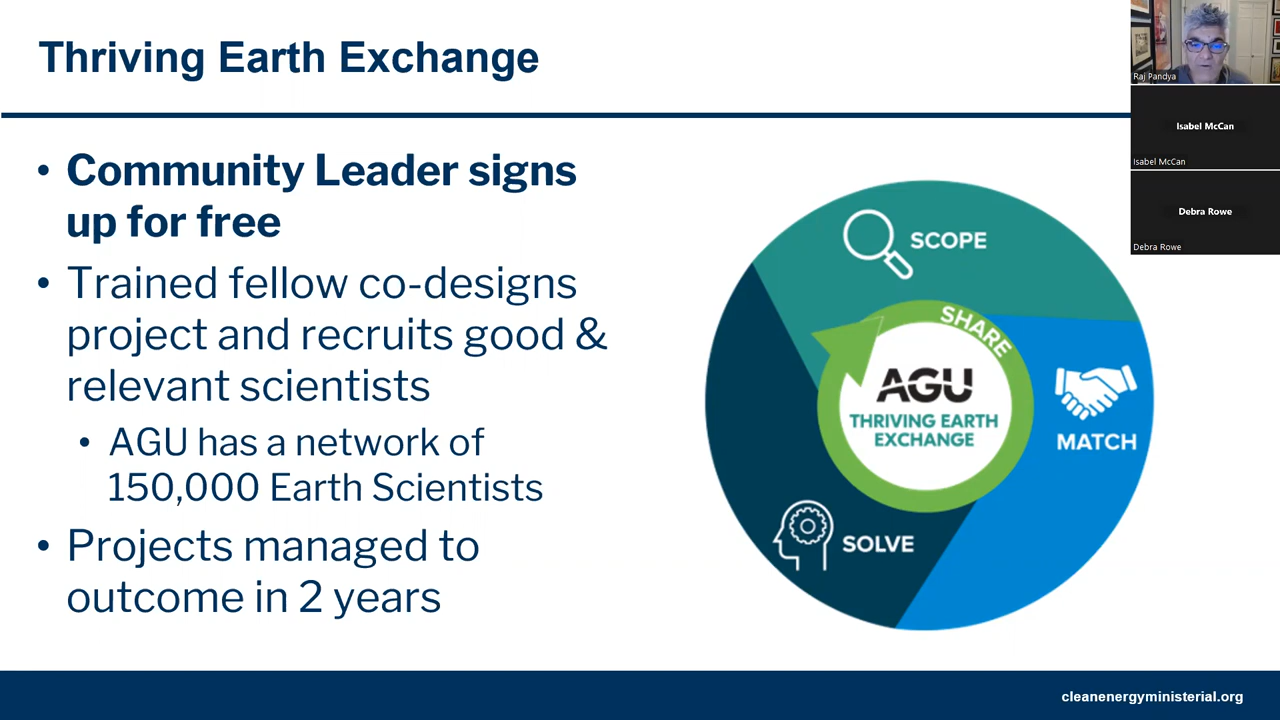 Thriving Earth Exchange
• Community Leader signs
up for free
• Trained fellow co-designs
project and recruits good &
relevant scientists
• AGU has a network of
150,000 Earth Scientists
• Projects managed to
outcome in 2 years
SCOPE
SHARE
AGU
THRIVING EARTH
EXCHANGE
MATCH
SOLVE
Raj Pandya
Isabel McCan
Isabel McCan
Debra Rowe
Debra Rowe
cleanenergyministerial.org